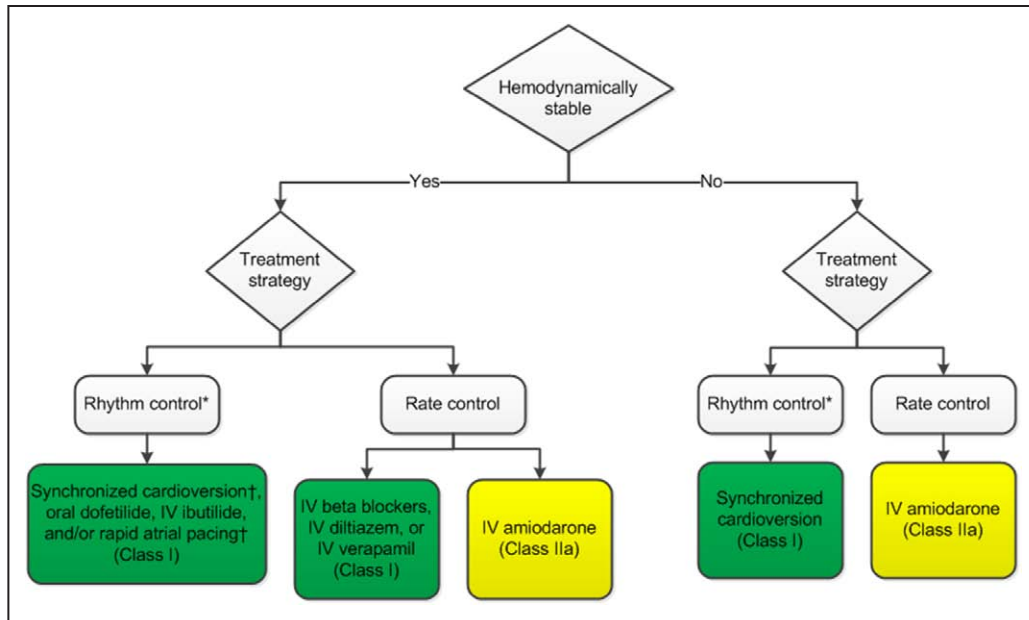 Hemodynamically
stable
Yes
No
Treatment
strategy
Treatment
strategy
Rhythm control*
Rate control
Rhythm control*
Rate control
Synchronized cardioversion†,
oral dofetilide, IV ibutilide,
and/or rapid atrial pacing†
(Class I)
IV beta blockers,
IV diltiazem, or
IV verapamil
(Class I)
IV amiodarone
(Class IIa)
Synchronized
cardioversion
(Class I)
IV amiodarone
(Class IIa)